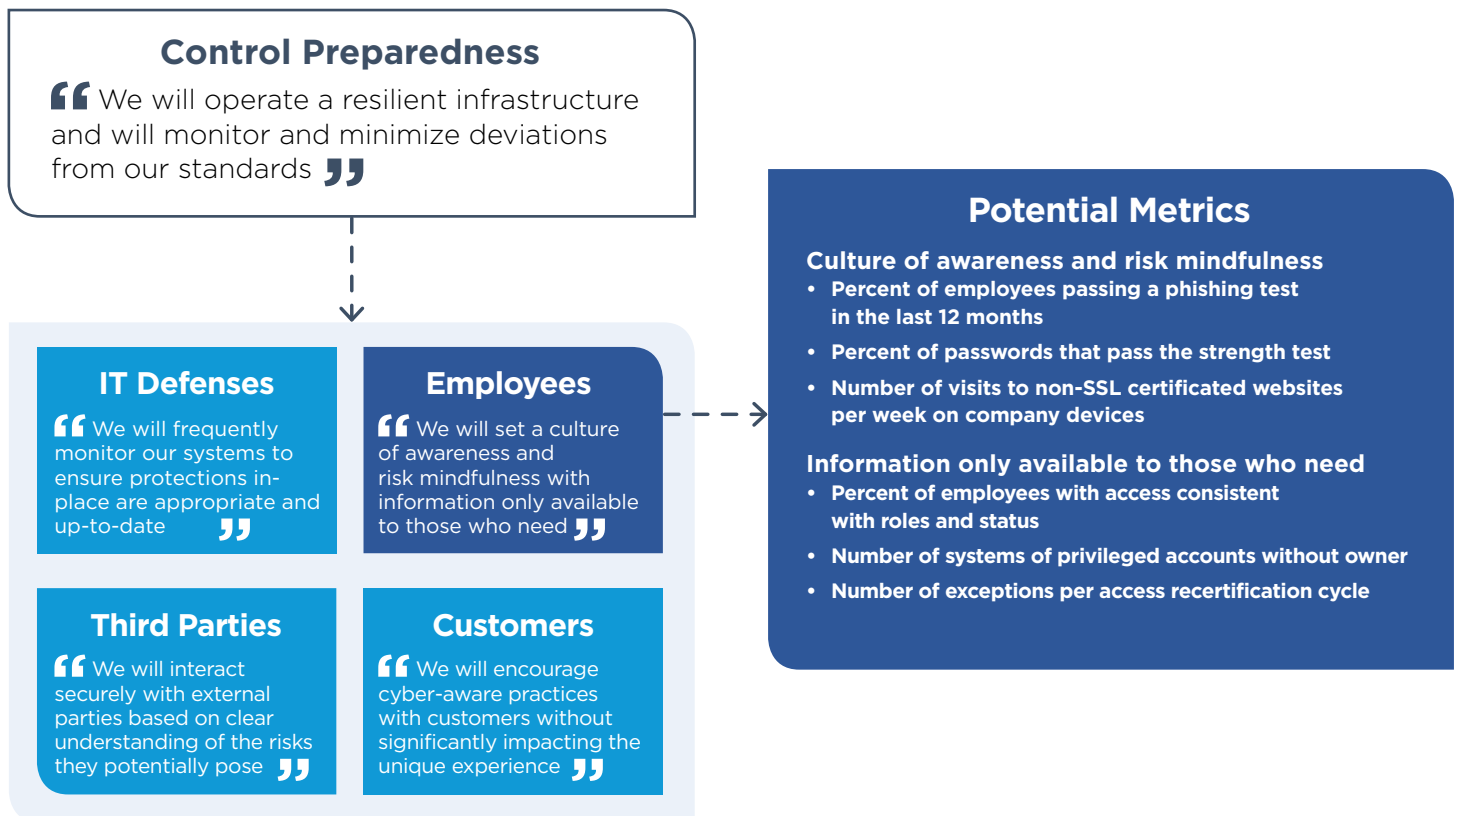 Control Preparedness
“ We will operate a resilient infrastructure
and will monitor and minimize deviations
from our standards ”
IT Defenses
“ We will frequently
monitor our systems to
ensure protections in-
place are appropriate and
up-to-date ”
Employees
“ We will set a culture
of awareness and
risk mindfulness with
information only available
to those who need ”
Third Parties
“ We will interact
securely with external
parties based on clear
understanding of the risks
they potentially pose ”
Customers
“ We will encourage
cyber-aware practices
with customers without
significantly impacting the
unique experience ”
Potential Metrics
Culture of awareness and risk mindfulness
• Percent of employees passing a phishing test
in the last 12 months
• Percent of passwords that pass the strength test
• Number of visits to non-SSL certificated websites
per week on company devices
Information only available to those who need
• Percent of employees with access consistent
with roles and status
• Number of systems of privileged accounts without owner
• Number of exceptions per access recertification cycle